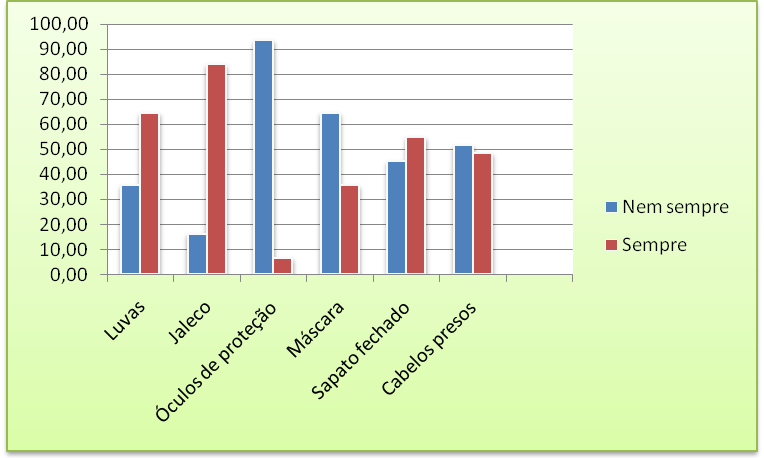 100,00
90,00
80,00
70,00
60,00
50,00
40,00
30,00
20,00
10,00
0,00
Luvas
Jaleco
Óculos de proteção
Máscara
Sapato fechado
Cabelos presos
Nem sempre
Sempre